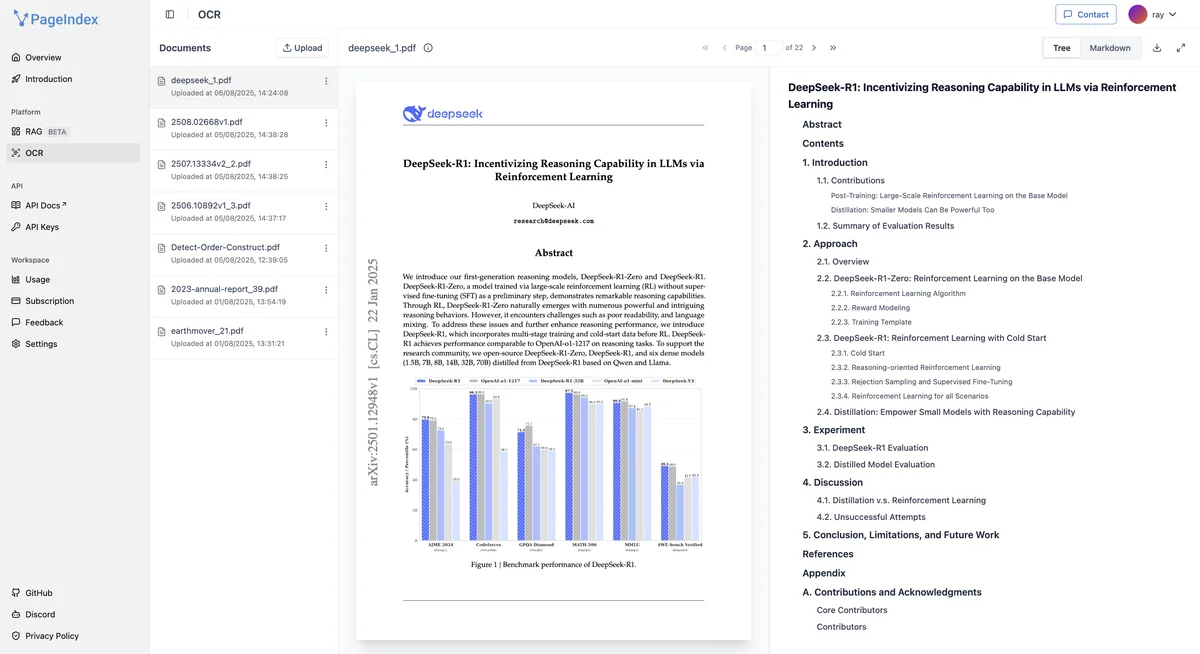 PageIndex
Overview
Introduction
Platform
RAG BETA
OCR
API
API Docs
API Keys
Workspace
Usage
Subscription
Feedback
Settings
GitHub
Discord
Privacy Policy
OCR
Contact
ray
Documents
Upload
deepseek_1.pdf
Uploaded at 06/08/2025, 14:24:08
2508.02668v1.pdf
Uploaded at 05/08/2025, 14:38:28
2507.13334v2_2.pdf
Uploaded at 05/08/2025, 14:38:25
2506.10892v1_3.pdf
Uploaded at 05/08/2025, 14:37:17
Detect-Order-Construct.pdf
Uploaded at 05/08/2025, 12:39:05
2023-annual-report_39.pdf
Uploaded at 01/08/2025, 13:54:19
earthmover_21.pdf
Uploaded at 01/08/2025, 13:31:21
deepseek_1.pdf
Page 1 of 22
Tree Markdown
deepseek
DeepSeek-R1: Incentivizing Reasoning Capability in LLMs via
Reinforcement Learning
DeepSeek-AI
research@deepseek.com
Abstract
We introduce our first-generation reasoning models, DeepSeek-R1-Zero and DeepSeek-R1.
DeepSeek-R1-Zero, a model trained via large-scale reinforcement learning (RL) without super-
vised fine-tuning (SFT) as a preliminary step, demonstrates remarkable reasoning capabilities.
Through RL, DeepSeek-R1-Zero naturally emerges with numerous powerful and intriguing
reasoning behaviors. However, it encounters challenges such as poor readability, and language
mixing. To address these issues and further enhance reasoning performance, we introduce
DeepSeek-R1, which incorporates multi-stage training and cold-start data before RL. DeepSeek-
R1 achieves performance comparable to OpenAI-o1-1217 on reasoning tasks. To support the
research community, we open-source DeepSeek-R1-Zero, DeepSeek-R1, and six dense models
(1.5B, 7B, 8B, 14B, 32B, 70B) distilled from DeepSeek-R1 based on Qwen and Llama.
arXiv:2501.12948v1 [cs.CL] 22 Jan 2025
DeepSeek-R1 OpenAI-o1-1217 DeepSeek-R1-32B OpenAI-o1-mini DeepSeek-V3
Accuracy / Percentile (%)
100
80
60
40
20
0
AIME 2024 Codeforces GPQA Diamond MATH-500 MMLU SWE-bench Verified
Figure 1 | Benchmark performance of DeepSeek-R1.
DeepSeek-R1: Incentivizing Reasoning Capability in LLMs via Reinforcement
Learning
Abstract
Contents
1. Introduction
1.1. Contributions
Post-Training: Large-Scale Reinforcement Learning on the Base Model
Distillation: Smaller Models Can Be Powerful Too
1.2. Summary of Evaluation Results
2. Approach
2.1. Overview
2.2. DeepSeek-R1-Zero: Reinforcement Learning on the Base Model
2.2.1. Reinforcement Learning Algorithm
2.2.2. Reward Modeling
2.2.3. Training Template
2.3. DeepSeek-R1: Reinforcement Learning with Cold Start
2.3.1. Cold Start
2.3.2. Reasoning-oriented Reinforcement Learning
2.3.3. Rejection Sampling and Supervised Fine-Tuning
2.3.4. Reinforcement Learning for all Scenarios
2.4. Distillation: Empower Small Models with Reasoning Capability
3. Experiment
3.1. DeepSeek-R1 Evaluation
3.2. Distilled Model Evaluation
4. Discussion
4.1. Distillation v.s. Reinforcement Learning
4.2. Unsuccessful Attempts
5. Conclusion, Limitations, and Future Work
References
Appendix
A. Contributions and Acknowledgments
Core Contributors
Contributors